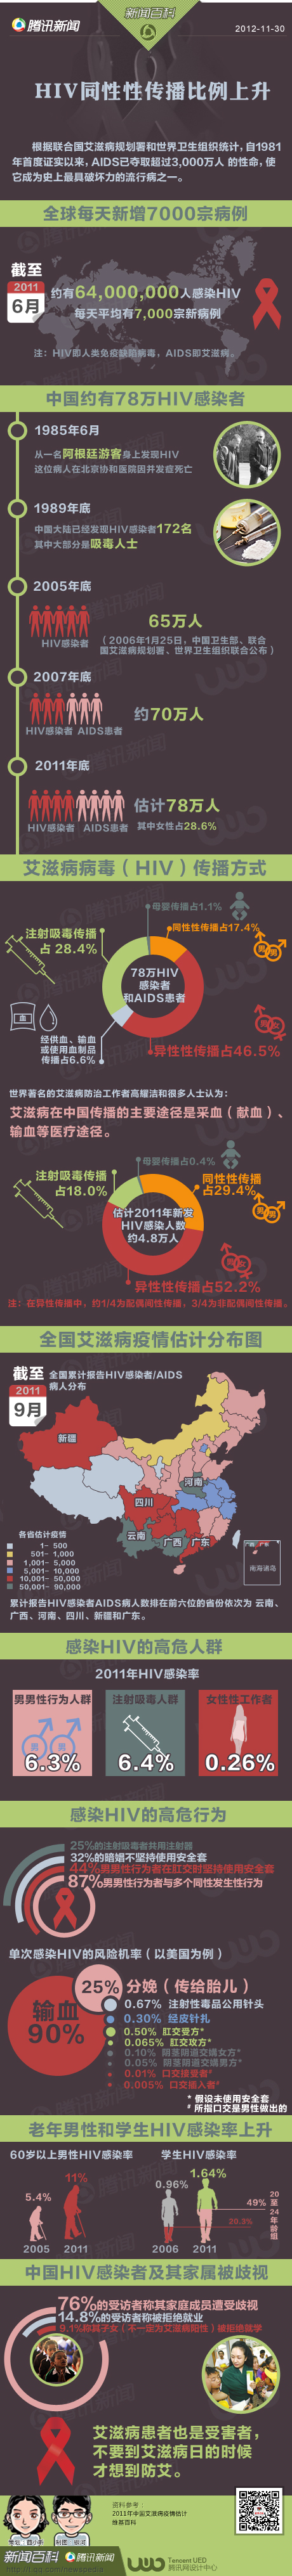 腾讯新闻
新闻百科
2012-11-30
HIV同性性传播比例上升
根据联合国艾滋病规划署和世界卫生组织统计，自1981
年首度证实以来，AIDS已夺取超过3,000万人 的性命，使
它成为史上最具破坏力的流行病之一。
全球每天新增7000宗病例
截至
2011
6月
约有64,000,000人感染HIV
每天平均有7,000宗新病例
注：HIV即人类免疫缺陷病毒，AIDS即艾滋病。
中国约有78万HIV感染者
1985年6月
从一名阿根廷游客身上发现HIV
这位病人在北京协和医院因并发症死亡
1989年底
中国大陆已经发现HIV感染者172名
其中大部分是吸毒人士
2005年底
HIV感染者
65万人
（2006年1月25日，中国卫生部、联合
国艾滋病规划署、世界卫生组织联合公布）
2007年底
HIV感染者 AIDS患者
约70万人
2011年底
HIV感染者 AIDS患者
估计78万人
其中女性占28.6%
艾滋病病毒（HIV）传播方式
母婴传播占1.1%
同性性传播占17.4%
男男
注射吸毒传播
占 28.4%
78万HIV
感染者
和AIDS患者
血
经供血、输血
或使用血制品
传播占6.6%
男女
异性性传播占46.5%
世界著名的艾滋病防治工作者高耀洁和很多人士认为：
艾滋病在中国传播的主要途径是采血（献血）、
输血等医疗途径。
母婴传播占0.4%
注射吸毒传播
占18.0%
同性性传播
占29.4%
男男
估计2011年新发
HIV感染人数
约4.8万人
男女
异性性传播占52.2%
注：在异性传播中，约1/4为配偶间性传播，3/4为非配偶间性传播。
全国艾滋病疫情估计分布图
截至
2011
9月
全国累计报告HIV感染者/AIDS
病人分布
新疆
河南
四川
云南
广西
广东
南海诸岛
各省估计疫情
1- 500
501- 1,000
1,001- 5,000
5,001- 10,000
10,001- 50,000
50,001- 90,000
累计报告HIV感染者AIDS病人数排在前六位的省份依次为 云南、
广西、河南、四川、新疆和广东。
感染HIV的高危人群
2011年HIV感染率
男男性行为人群
男男
6.3%
注射吸毒人群
6.4%
女性性工作者
0.26%
感染HIV的高危行为
25%的注射吸毒者共用注射器
32%的暗娼不坚持使用安全套
44%男男性行为者在肛交时坚持使用安全套
87%男男性行为者与多个同性发生性行为
单次感染HIV的风险机率（以美国为例）
输血
90%
25%
分娩（传给胎儿）
0.67% 注射性毒品公用针头
0.30% 经皮针扎
0.50% 肛交受方*
0.065% 肛交攻方*
0.10% 阴茎阴道交媾女方*
0.05% 阴茎阴道交媾男方*
0.01% 口交接受者#
0.005% 口交插入者#
* 假设未使用安全套
# 所指口交是男性做出的
老年男性和学生HIV感染率上升
60岁以上男性HIV感染率
学生HIV感染率
5.4%
11%
2005
2011
0.96%
1.64%
49%
20.3%
20至24年龄组
2006
2011
中国HIV感染者及其家属被歧视
76%的受访者称其家庭成员遭受歧视
14.8%的受访者称被拒绝就业
9.1%称其子女（不一定为艾滋病阳性）被拒绝就学
艾滋病患者也是受害者，
不要到艾滋病日的时候
才想到防艾。
资料参考：
2011年中国艾滋病疫情估计
维基百科
新闻百科
腾讯新闻
Tencent UED
腾讯网设计中心